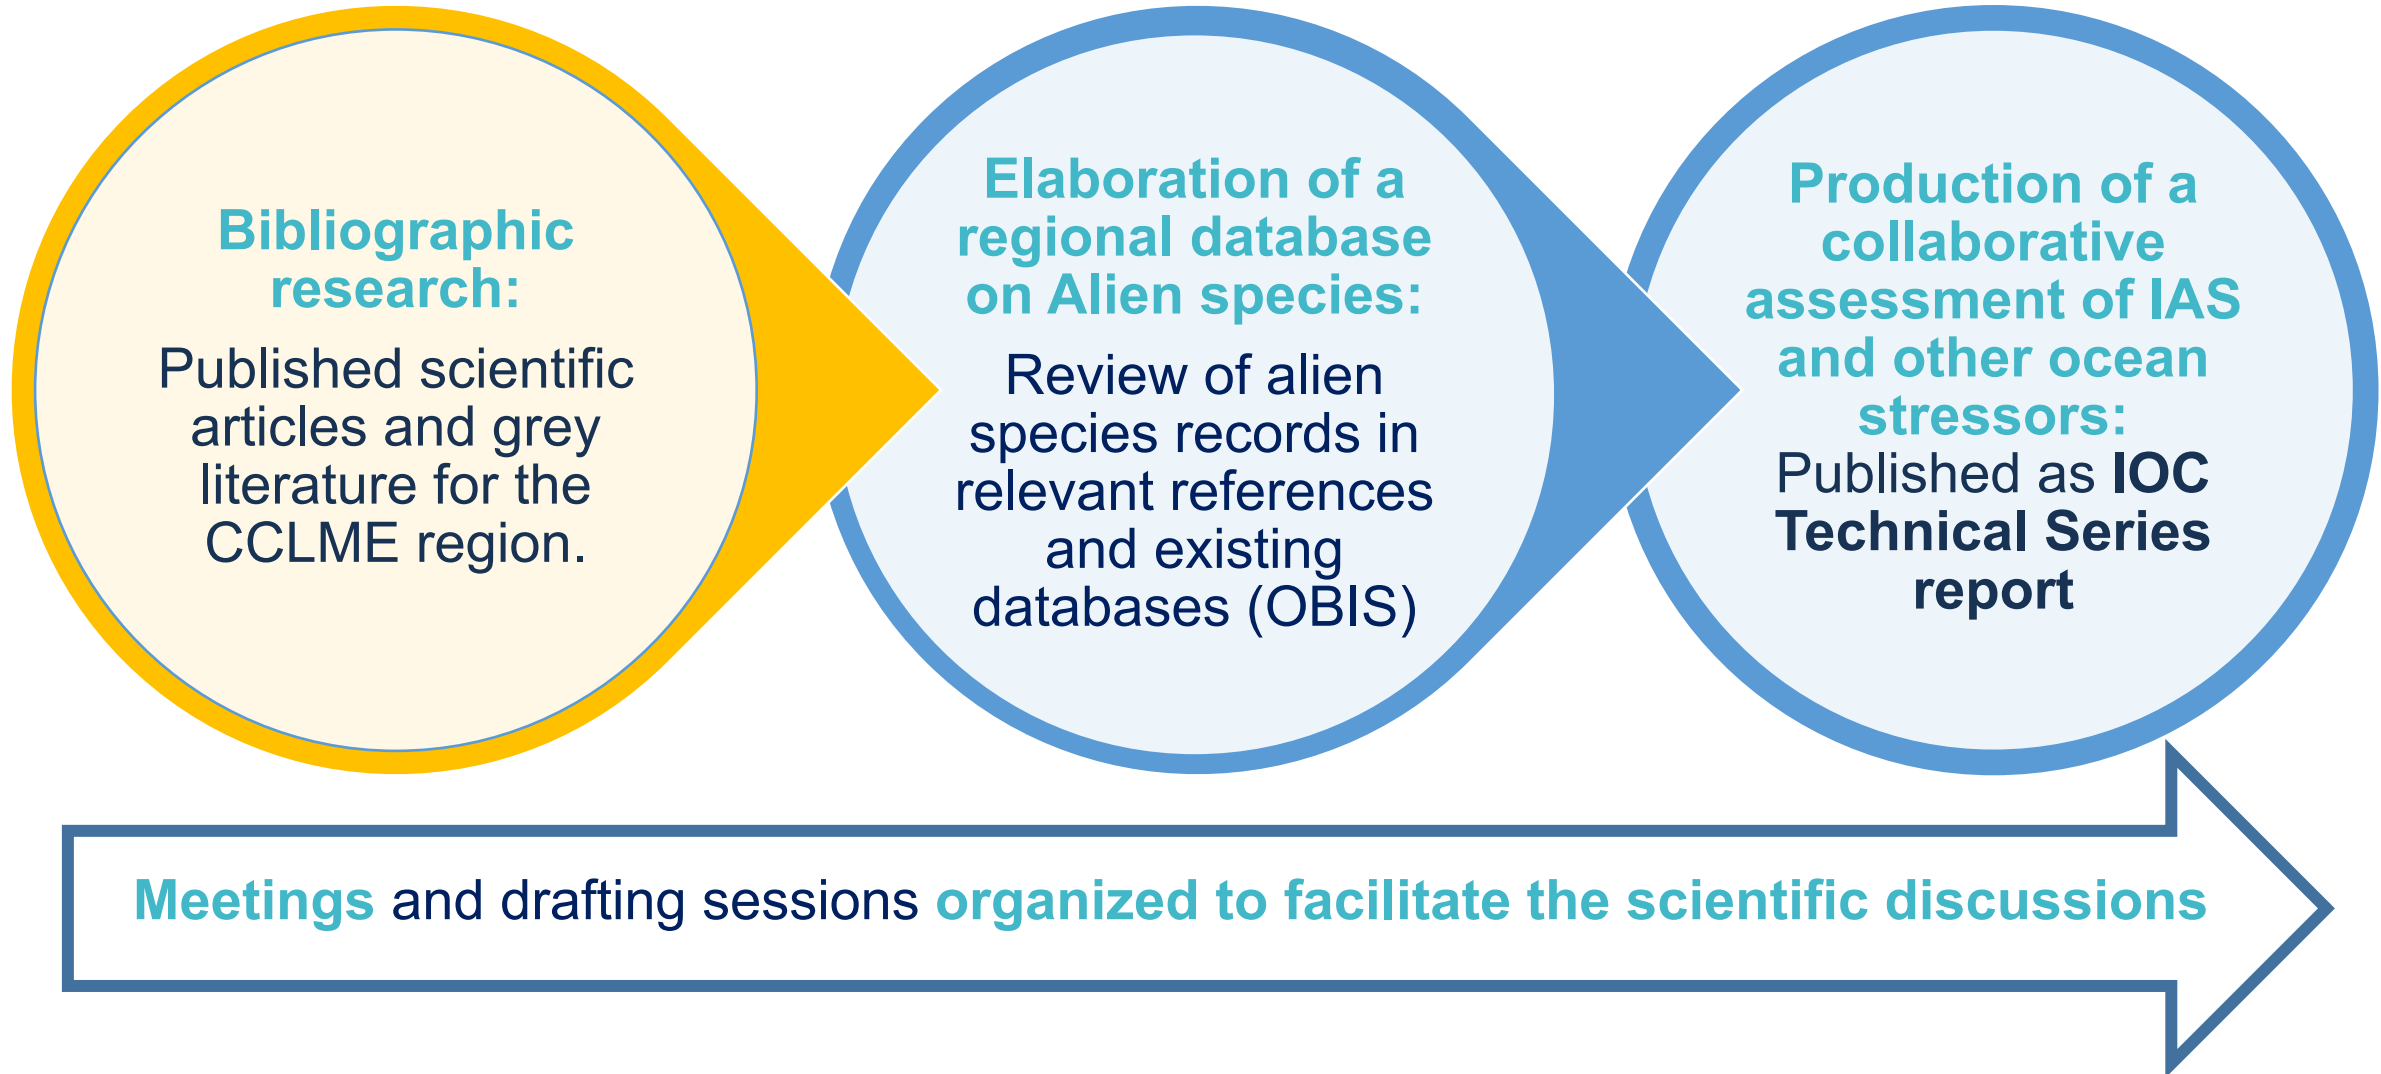 Bibliographic
research:
Published scientific
articles and grey
literature for the
CCLME region.
Elaboration of a
regional database
on Alien species:
Review of alien
species records in
relevant references
and existing
databases (OBIS)
Production of a
collaborative
assessment of IAS
and other ocean
stressors:
Published as IOC
Technical Series
report
Meetings and drafting sessions organized to facilitate the scientific discussions